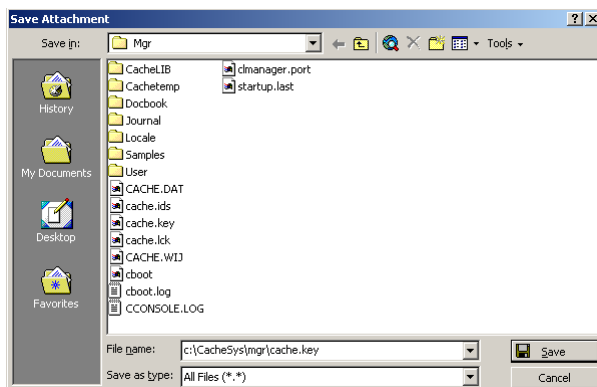 Save Attachment
Save in:
Mgr
Tools
History
My Documents
Desktop
Favorites
CacheLIB
Cachetemp
Docbook
Journal
Locale
Samples
User
CACHE.DAT
cache.ids
cache.key
cache.lck
CACHE.WIJ
cboot
cboot.log
CCONSOLE.LOG
clmanager.port
startup.last
File name:
c:\CacheSys\mgr\cache.key
Save
Save as type:
All Files (*.*)
Cancel